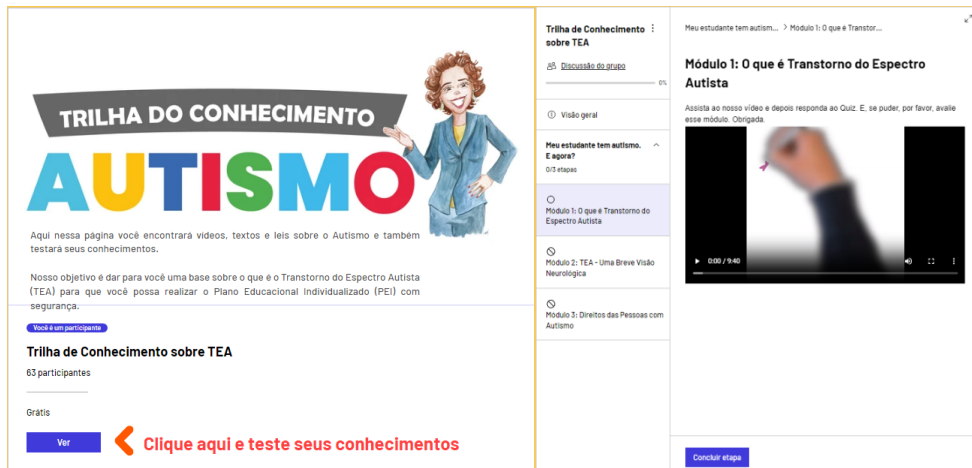 TRILHA DO CONHECIMENTO
AUTISMO
Aqui nessa página você encontrará vídeos, textos e leis sobre o Autismo e também
testará seus conhecimentos.
Nosso objetivo é dar para você uma base sobre o que é o Transtorno do Espectro Autista
(TEA) para que você possa realizar o Plano Educacional Individualizado (PEI) com
segurança.
Você é um participante
Trilha de Conhecimento sobre TEA
63 participantes
Grátis
Ver
Clique aqui e teste seus conhecimentos
Trilha de Conhecimento
sobre TEA
Discussão do grupo
0%
Visão geral
Meu estudante tem autismo.
E agora?
0/3 etapas
Módulo 1: O que é Transtorno do
Espectro Autista
Módulo 2: TEA - Uma Breve Visão
Neurológica
Módulo 3: Direitos das Pessoas com
Autismo
Meu estudante tem autism... > Módulo 1: O que é Transtor...
Módulo 1: O que é Transtorno do Espectro
Autista
Assista ao nosso vídeo e depois responda ao Quiz. E, se puder, por favor, avalie
esse módulo. Obrigada.
0:00 / 9:40
Concluir etapa